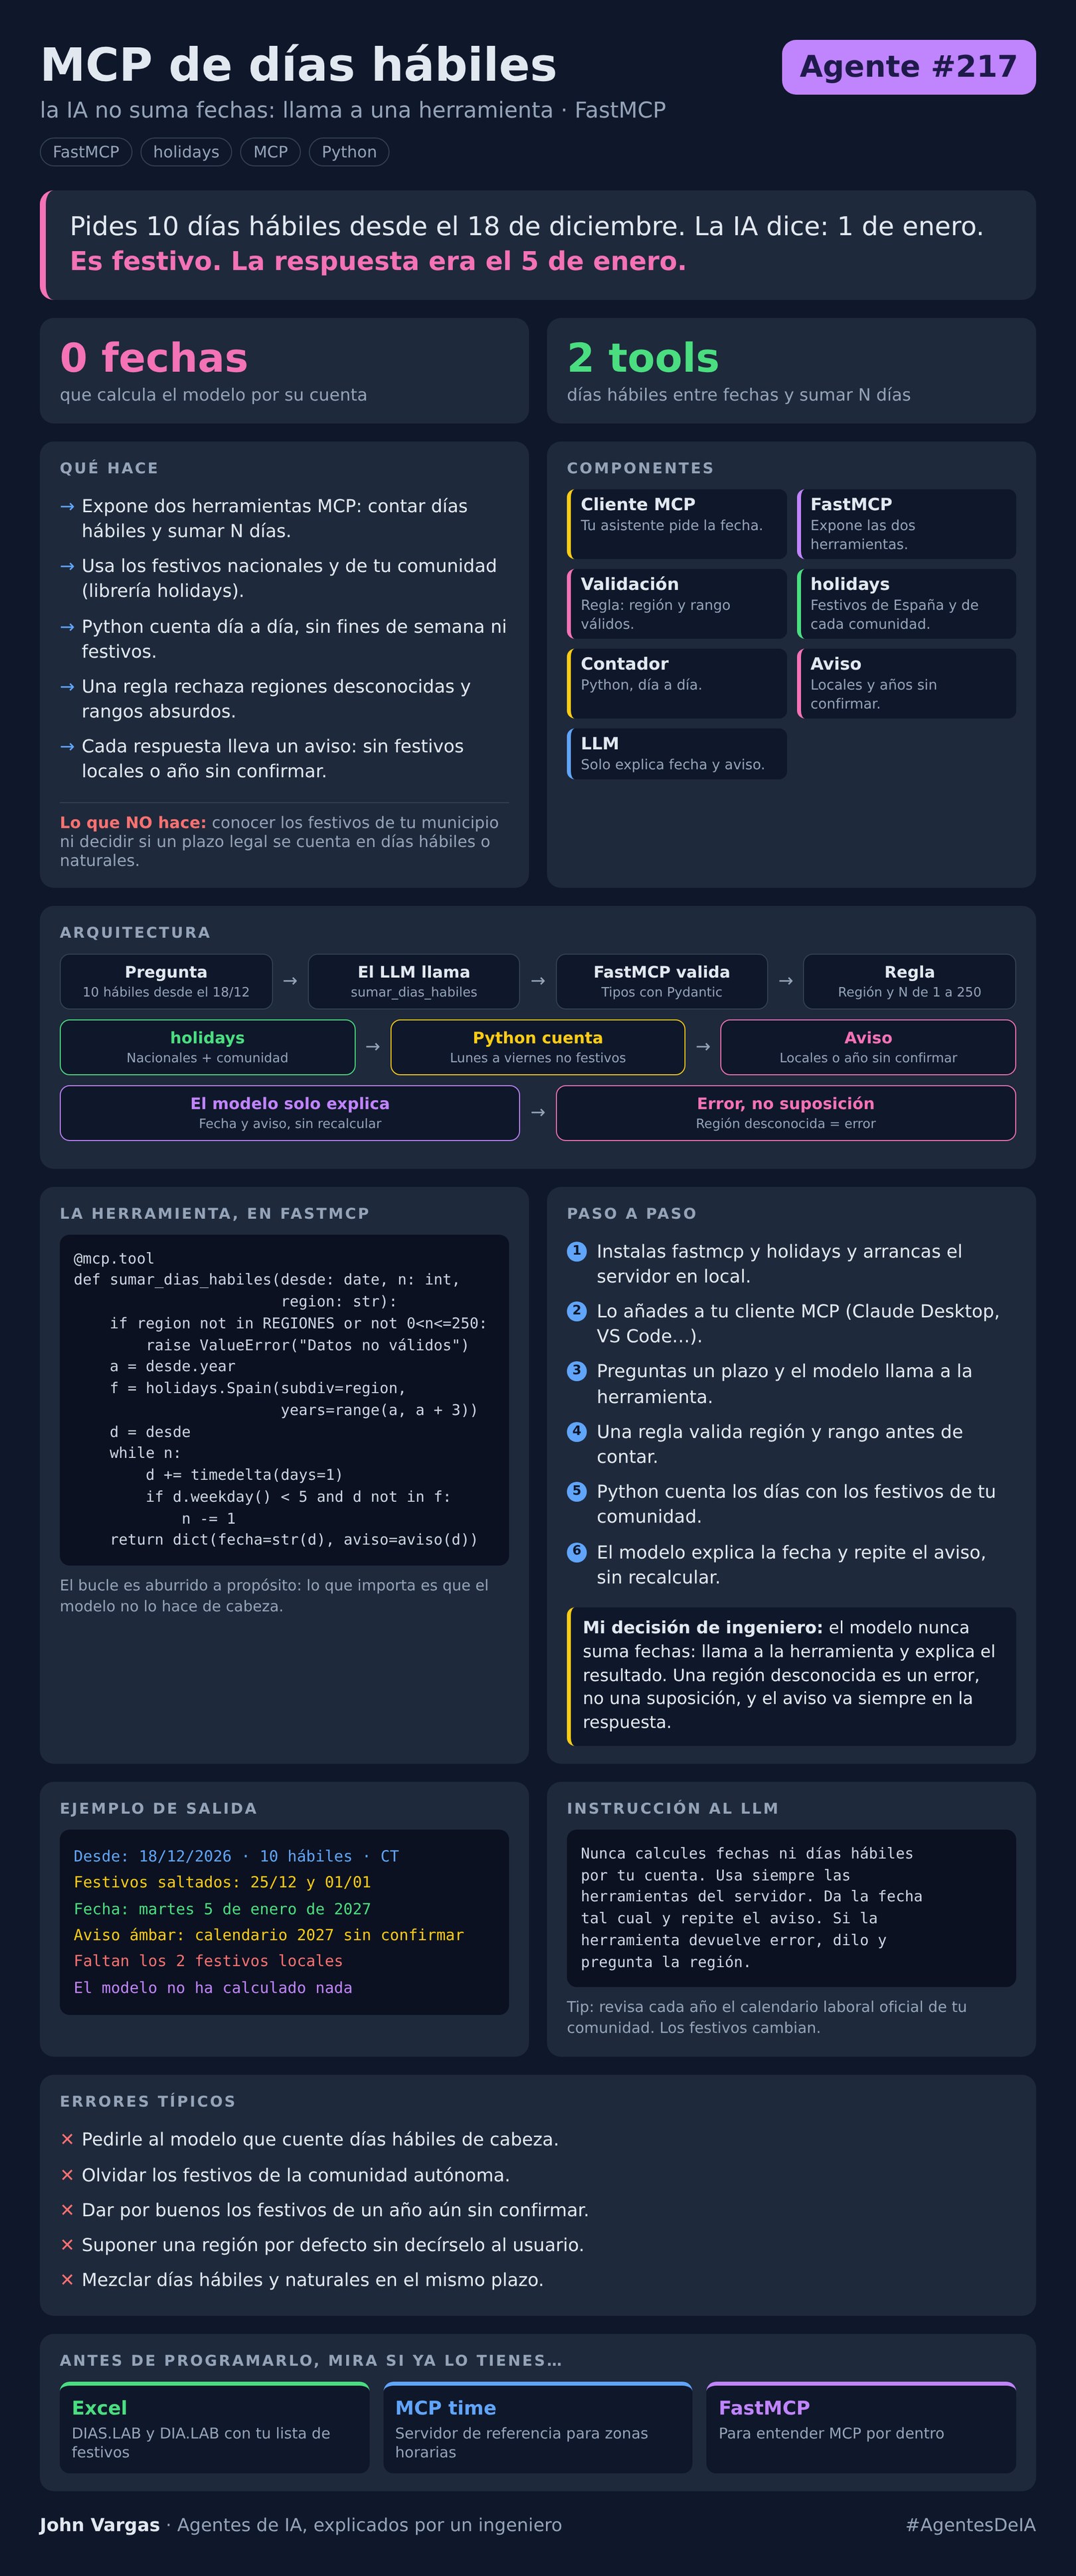 MCP de días hábiles
Agente #217
la IA no suma fechas: llama a una herramienta · FastMCP
FastMCP
holidays
MCP
Python
Pides 10 días hábiles desde el 18 de diciembre. La IA dice: 1 de enero.
Es festivo. La respuesta era el 5 de enero.
0 fechas
que calcula el modelo por su cuenta
2 tools
días hábiles entre fechas y sumar N días
QUÉ HACE
→ Expone dos herramientas MCP: contar días
hábiles y sumar N días.
→ Usa los festivos nacionales y de tu comunidad
(librería holidays).
→ Python cuenta día a día, sin fines de semana ni
festivos.
→ Una regla rechaza regiones desconocidas y
rangos absurdos.
→ Cada respuesta lleva un aviso: sin festivos
locales o año sin confirmar.
Lo que NO hace: conocer los festivos de tu municipio
ni decidir si un plazo legal se cuenta en días hábiles o
naturales.
COMPONENTES
Cliente MCP
Tu asistente pide la fecha.
FastMCP
Expone las dos
herramientas.
Validación
Regla: región y rango
válidos.
holidays
Festivos de España y de
cada comunidad.
Contador
Python, día a día.
Aviso
Locales y años sin
confirmar.
LLM
Solo explica fecha y aviso.
ARQUITECTURA
Pregunta
10 hábiles desde el 18/12
→
El LLM llama
sumar_dias_habiles
→
FastMCP valida
Tipos con Pydantic
→
Regla
Región y N de 1 a 250
holidays
Nacionales + comunidad
→
Python cuenta
Lunes a viernes no festivos
→
Aviso
Locales o año sin confirmar
El modelo solo explica
Fecha y aviso, sin recalcular
→
Error, no suposición
Región desconocida = error
LA HERRAMIENTA, EN FASTMCP
@mcp.tool
def sumar_dias_habiles(desde: date, n: int,
                       region: str):
    if region not in REGIONES or not 0<n<=250:
        raise ValueError("Datos no válidos")
    a = desde.year
    f = holidays.Spain(subdiv=region,
                       years=range(a, a + 3))
    d = desde
    while n:
        d += timedelta(days=1)
        if d.weekday() < 5 and d not in f:
            n -= 1
    return dict(fecha=str(d), aviso=aviso(d))
El bucle es aburrido a propósito: lo que importa es que el
modelo no lo hace de cabeza.
PASO A PASO
1 Instalas fastmcp y holidays y arrancas el
servidor en local.
2 Lo añades a tu cliente MCP (Claude Desktop,
VS Code…).
3 Preguntas un plazo y el modelo llama a la
herramienta.
4 Una regla valida región y rango antes de
contar.
5 Python cuenta los días con los festivos de tu
comunidad.
6 El modelo explica la fecha y repite el aviso,
sin recalcular.
Mi decisión de ingeniero: el modelo nunca
suma fechas: llama a la herramienta y explica el
resultado. Una región desconocida es un error,
no una suposición, y el aviso va siempre en la
respuesta.
EJEMPLO DE SALIDA
Desde: 18/12/2026 · 10 hábiles · CT
Festivos saltados: 25/12 y 01/01
Fecha: martes 5 de enero de 2027
Aviso ámbar: calendario 2027 sin confirmar
Faltan los 2 festivos locales
El modelo no ha calculado nada
INSTRUCCIÓN AL LLM
Nunca calcules fechas ni días hábiles
por tu cuenta. Usa siempre las
herramientas del servidor. Da la fecha
tal cual y repite el aviso. Si la
herramienta devuelve error, dilo y
pregunta la región.
Tip: revisa cada año el calendario laboral oficial de tu
comunidad. Los festivos cambian.
ERRORES TÍPICOS
✕ Pedirle al modelo que cuente días hábiles de cabeza.
✕ Olvidar los festivos de la comunidad autónoma.
✕ Dar por buenos los festivos de un año aún sin confirmar.
✕ Suponer una región por defecto sin decírselo al usuario.
✕ Mezclar días hábiles y naturales en el mismo plazo.
ANTES DE PROGRAMARLO, MIRA SI YA LO TIENES…
Excel
DIAS.LAB y DIA.LAB con tu lista de
festivos
MCP time
Servidor de referencia para zonas
horarias
FastMCP
Para entender MCP por dentro
John Vargas · Agentes de IA, explicados por un ingeniero
#AgentesDeIA